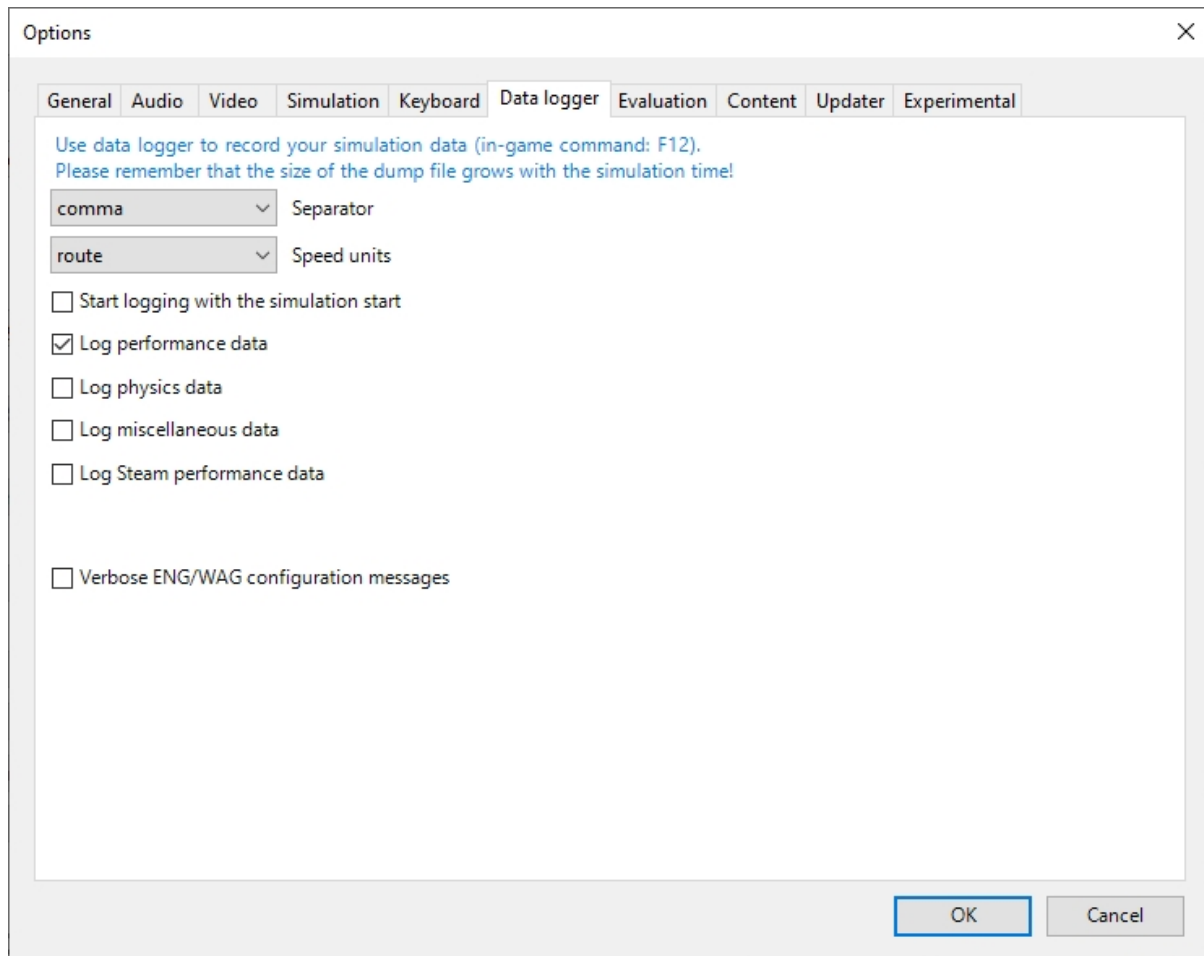 Options
General Audio Video Simulation Keyboard Data logger Evaluation Content Updater Experimental
Use data logger to record your simulation data (in-game command: F12).
Please remember that the size of the dump file grows with the simulation time!
comma Separator
route Speed units
Start logging with the simulation start
Log performance data
Log physics data
Log miscellaneous data
Log Steam performance data
Verbose ENG/WAG configuration messages
OK Cancel